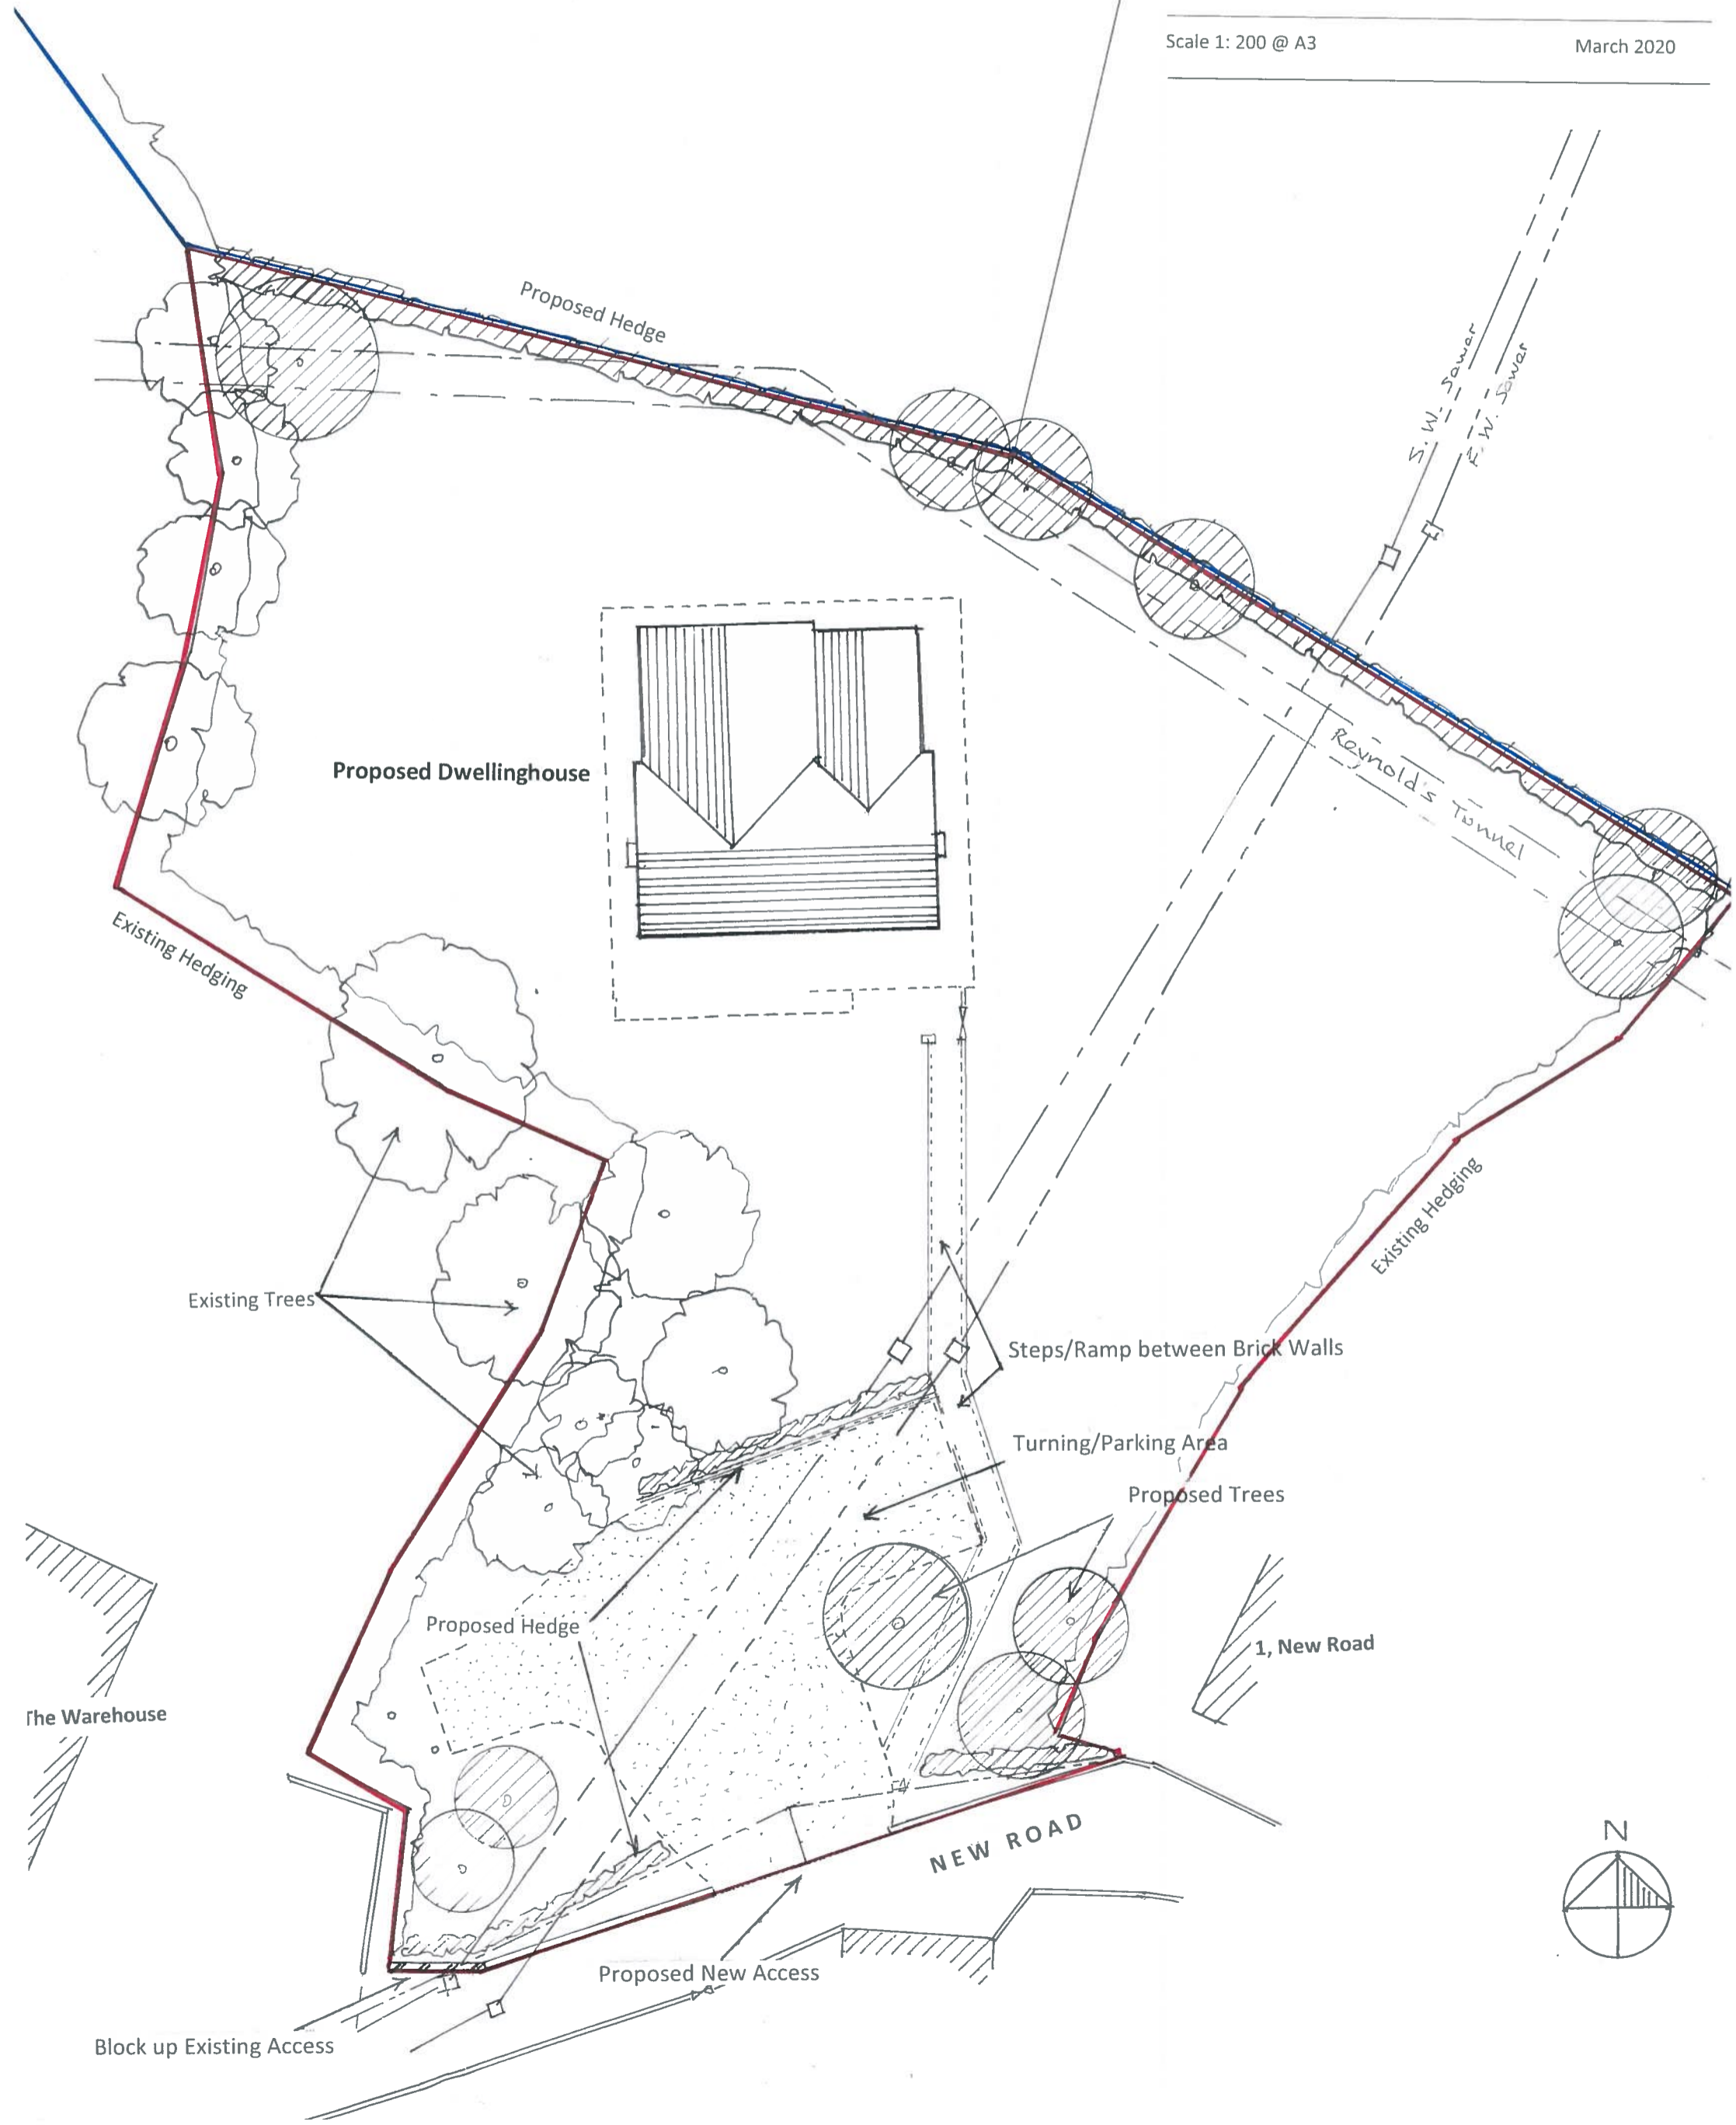 Scale 1: 200 @ A3
March 2020
Proposed Hedge
S. W. Sewer
F. W. Sewer
Reynold's Tunnel
Proposed Dwellinghouse
Existing Hedging
Existing Hedging
Existing Trees
Steps/Ramp between Brick Walls
Turning/Parking Area
Proposed Trees
Proposed Hedge
1, New Road
The Warehouse
NEW ROAD
N
Proposed New Access
Block up Existing Access